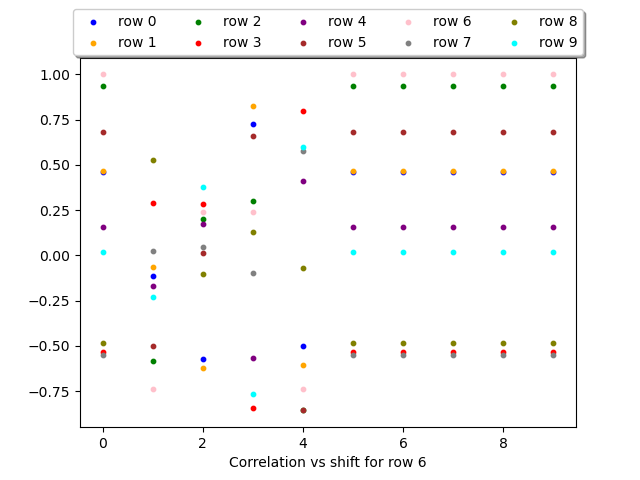 row 0 row 2 row 4 row 6 row 8
row 1 row 3 row 5 row 7 row 9
1.00
0.75
0.50
0.25
0.00
−0.25
−0.50
−0.75
0 2 4 6 8
Correlation vs shift for row 6